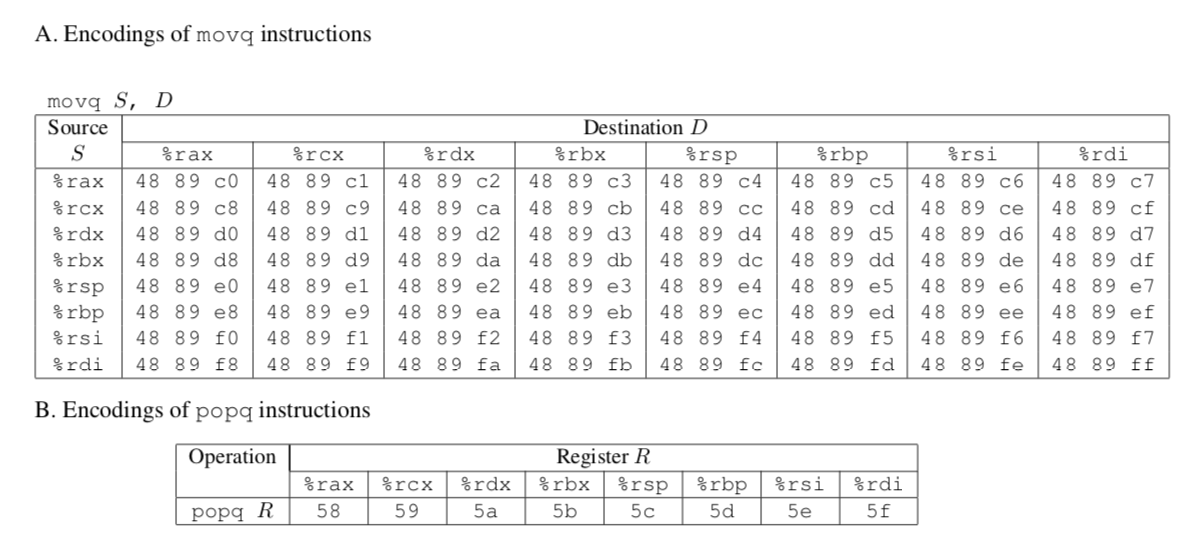 A. Encodings of movq instructions
movq S, D
Source Destination D
S %rax %rcx %rdx %rbx %rsp %rbp %rsi %rdi
%rax 48 89 c0 48 89 c1 48 89 c2 48 89 c3 48 89 c4 48 89 c5 48 89 c6 48 89 c7
%rcx 48 89 c8 48 89 c9 48 89 ca 48 89 cb 48 89 cc 48 89 cd 48 89 ce 48 89 cf
%rdx 48 89 d0 48 89 d1 48 89 d2 48 89 d3 48 89 d4 48 89 d5 48 89 d6 48 89 d7
%rbx 48 89 d8 48 89 d9 48 89 da 48 89 db 48 89 dc 48 89 dd 48 89 de 48 89 df
%rsp 48 89 e0 48 89 e1 48 89 e2 48 89 e3 48 89 e4 48 89 e5 48 89 e6 48 89 e7
%rbp 48 89 e8 48 89 e9 48 89 ea 48 89 eb 48 89 ec 48 89 ed 48 89 ee 48 89 ef
%rsi 48 89 f0 48 89 f1 48 89 f2 48 89 f3 48 89 f4 48 89 f5 48 89 f6 48 89 f7
%rdi 48 89 f8 48 89 f9 48 89 fa 48 89 fb 48 89 fc 48 89 fd 48 89 fe 48 89 ff
B. Encodings of popq instructions
Operation Register R
%rax %rcx %rdx %rbx %rsp %rbp %rsi %rdi
popq R 58 59 5a 5b 5c 5d 5e 5f